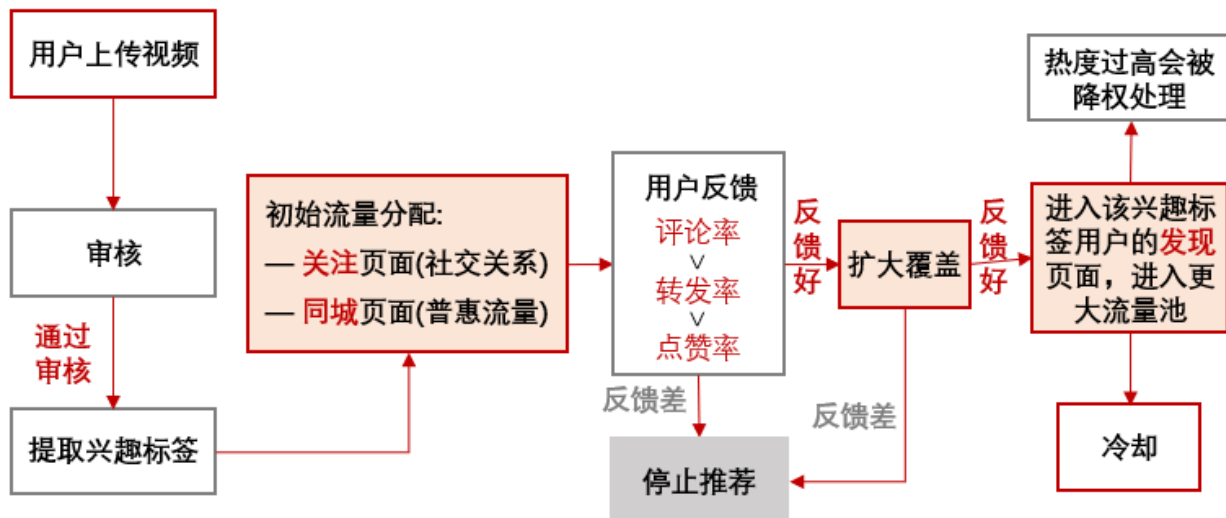 用户上传视频
审核
通过
审核
提取兴趣标签
初始流量分配:
— 关注页面(社交关系)
— 同城页面(普惠流量)
用户反馈
评论率
>
转发率
>
点赞率
反馈差
停止推荐
反
馈
好
扩大覆盖
反馈差
反
馈
好
热度过高会被
降权处理
进入该兴趣标
签用户的发现
页面，进入更
大流量池
冷却